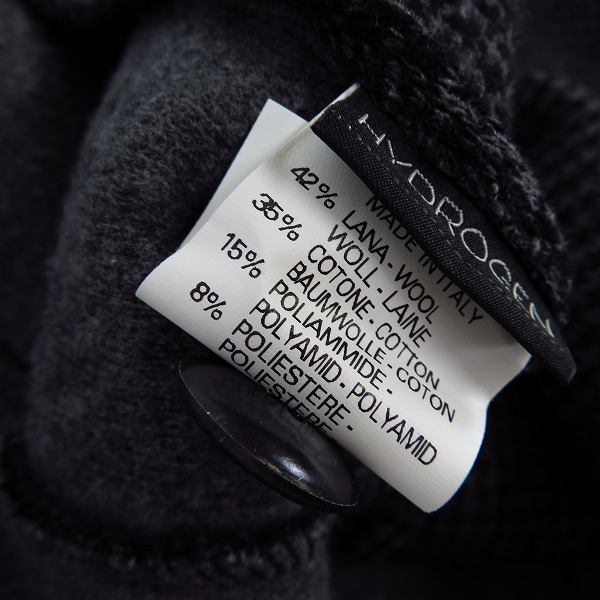 HYDROGEN
MADE IN ITALY
42% LANA - WOOL
WOLL - LAINE
35% COTONE - COTTON
BAUMWOLLE - COTON
15% POLIAMMIDE -
POLYAMID - POLYAMID
8% POLIESTERE -
POLIESTERE